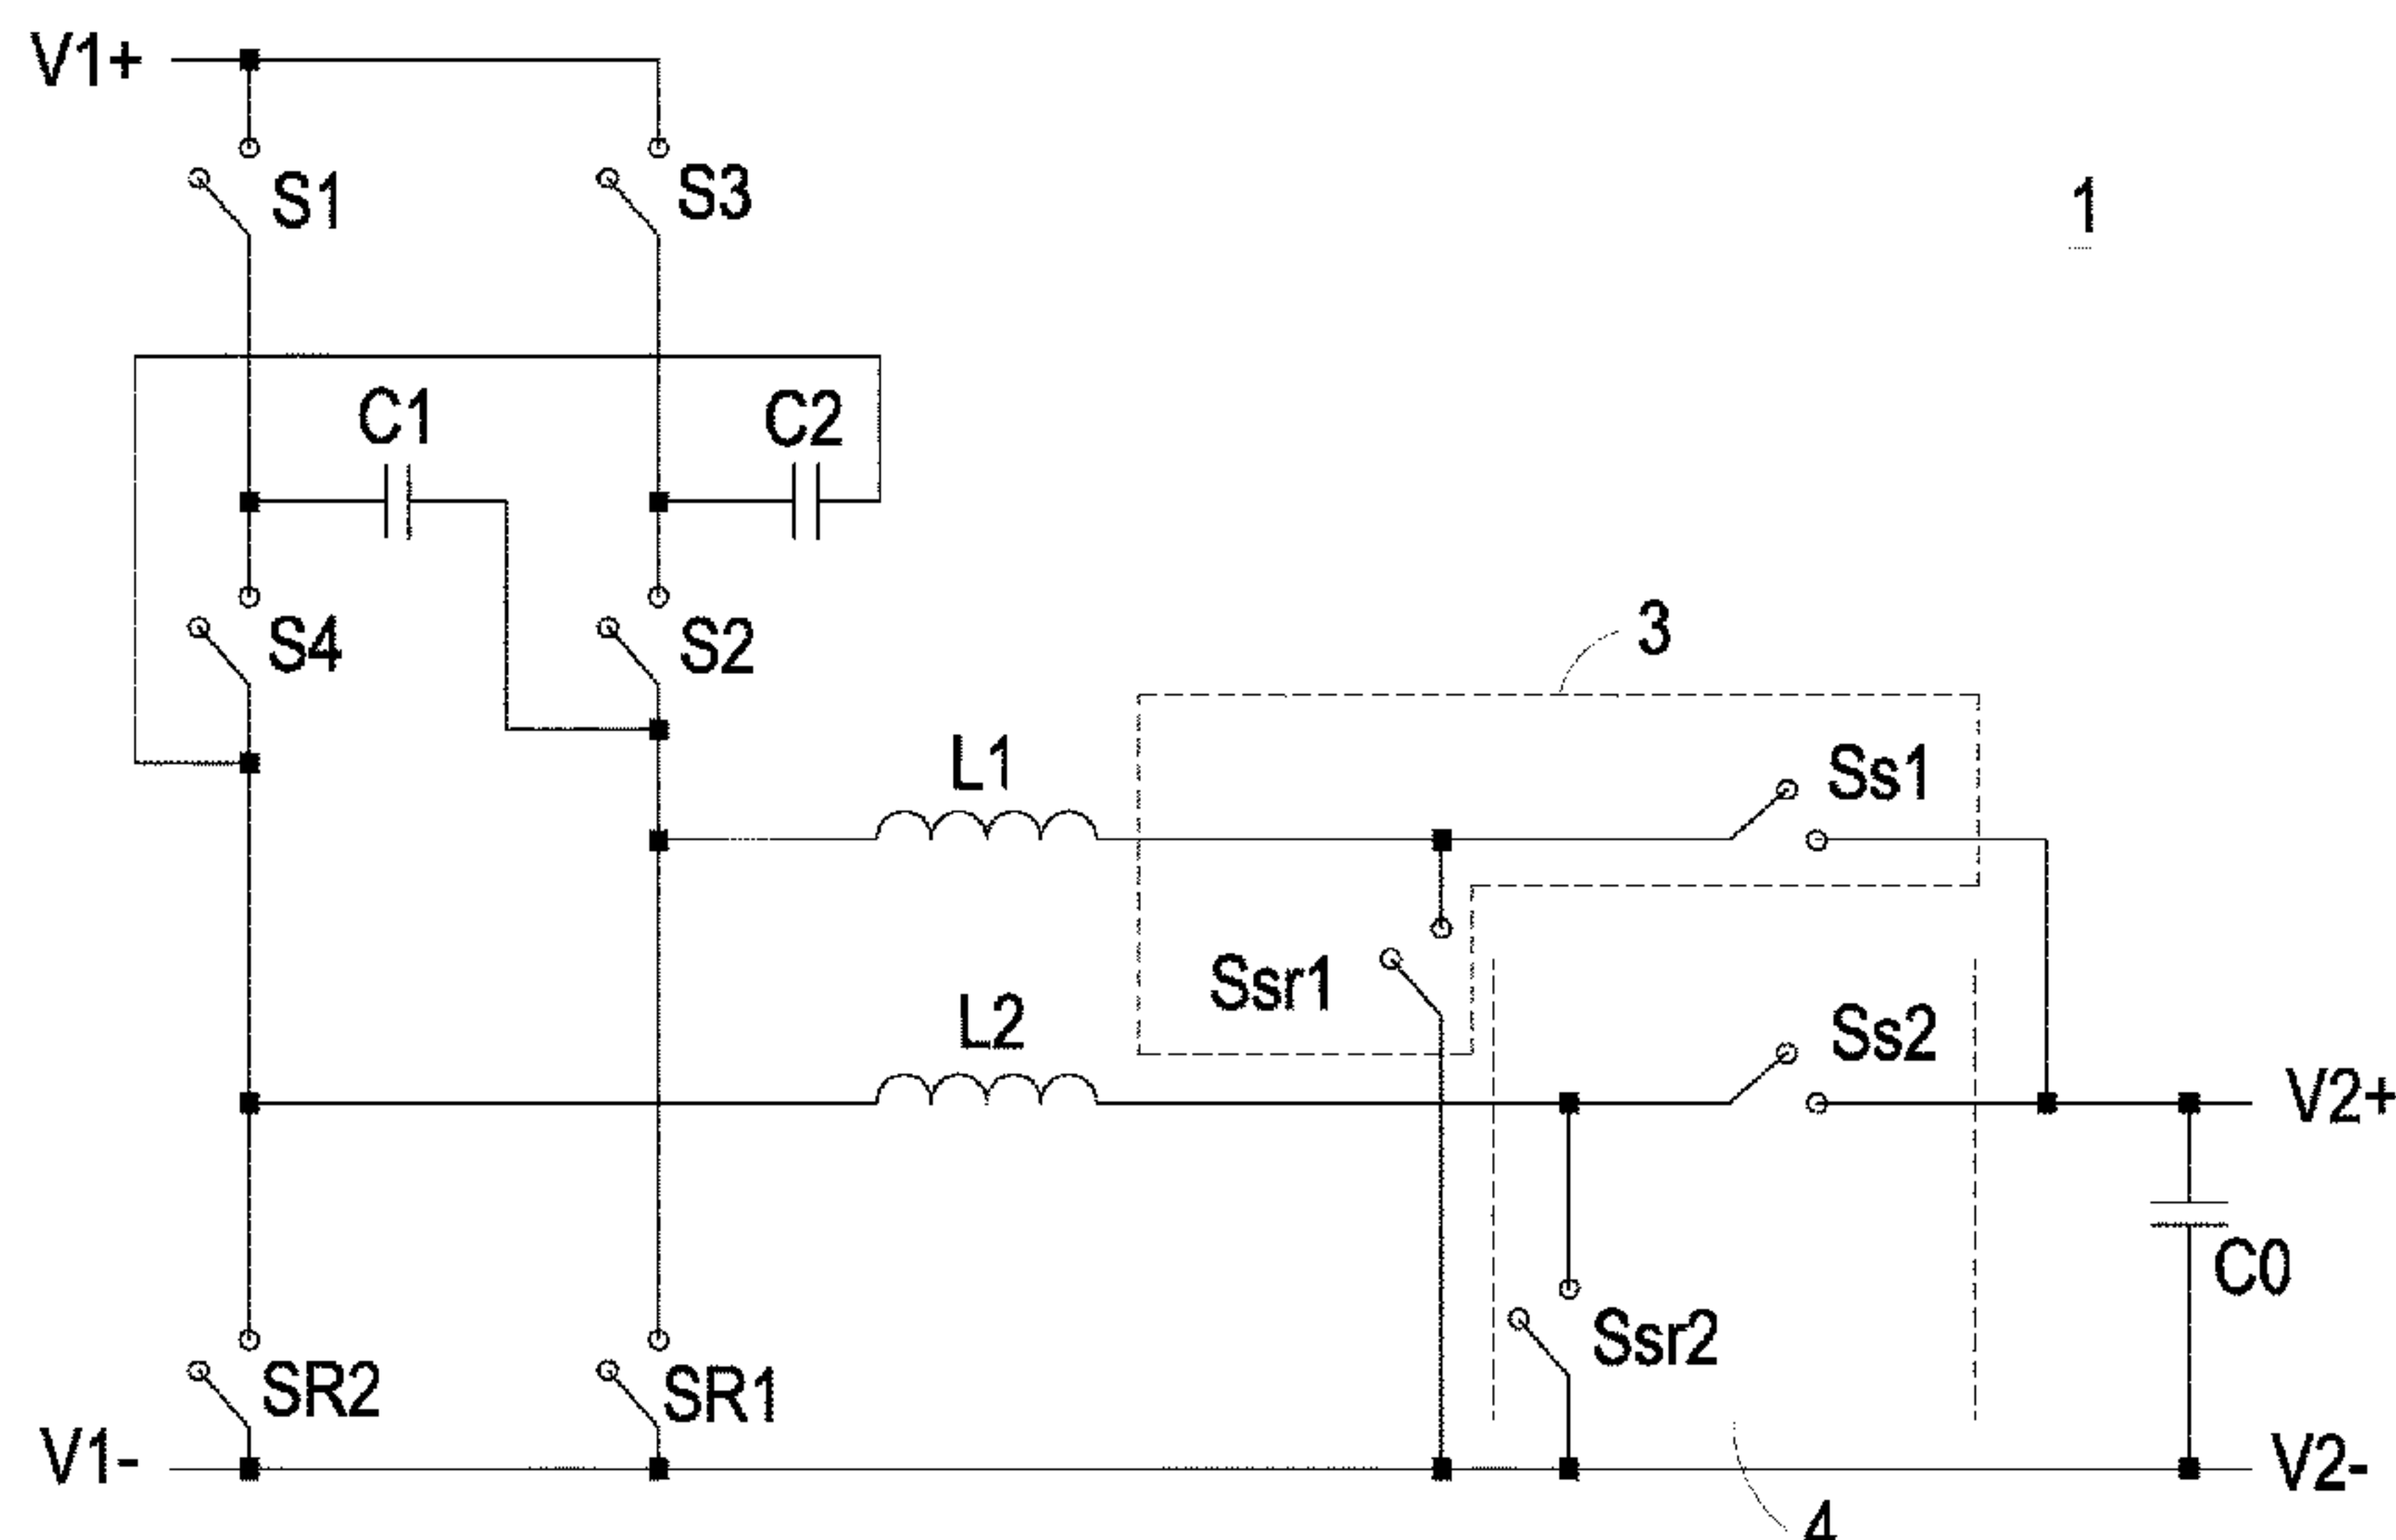 V1+
S1
S3
1
C1
C2
S4
S2
3
L1
Ss1
Ssr1
L2
Ss2
V2+
C0
Ssr2
SR2
SR1
V1-
V2-
4